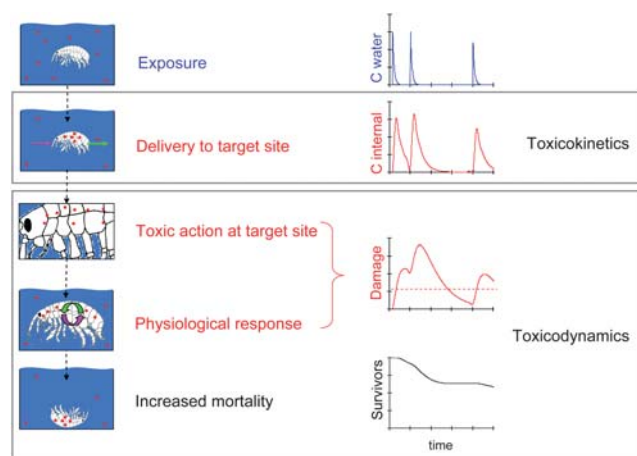 Exposure
C water
Delivery to target site
C internal
Toxicokinetics
Toxic action at target site
Damage
Physiological response
Toxicodynamics
Increased mortality
Survivors
time